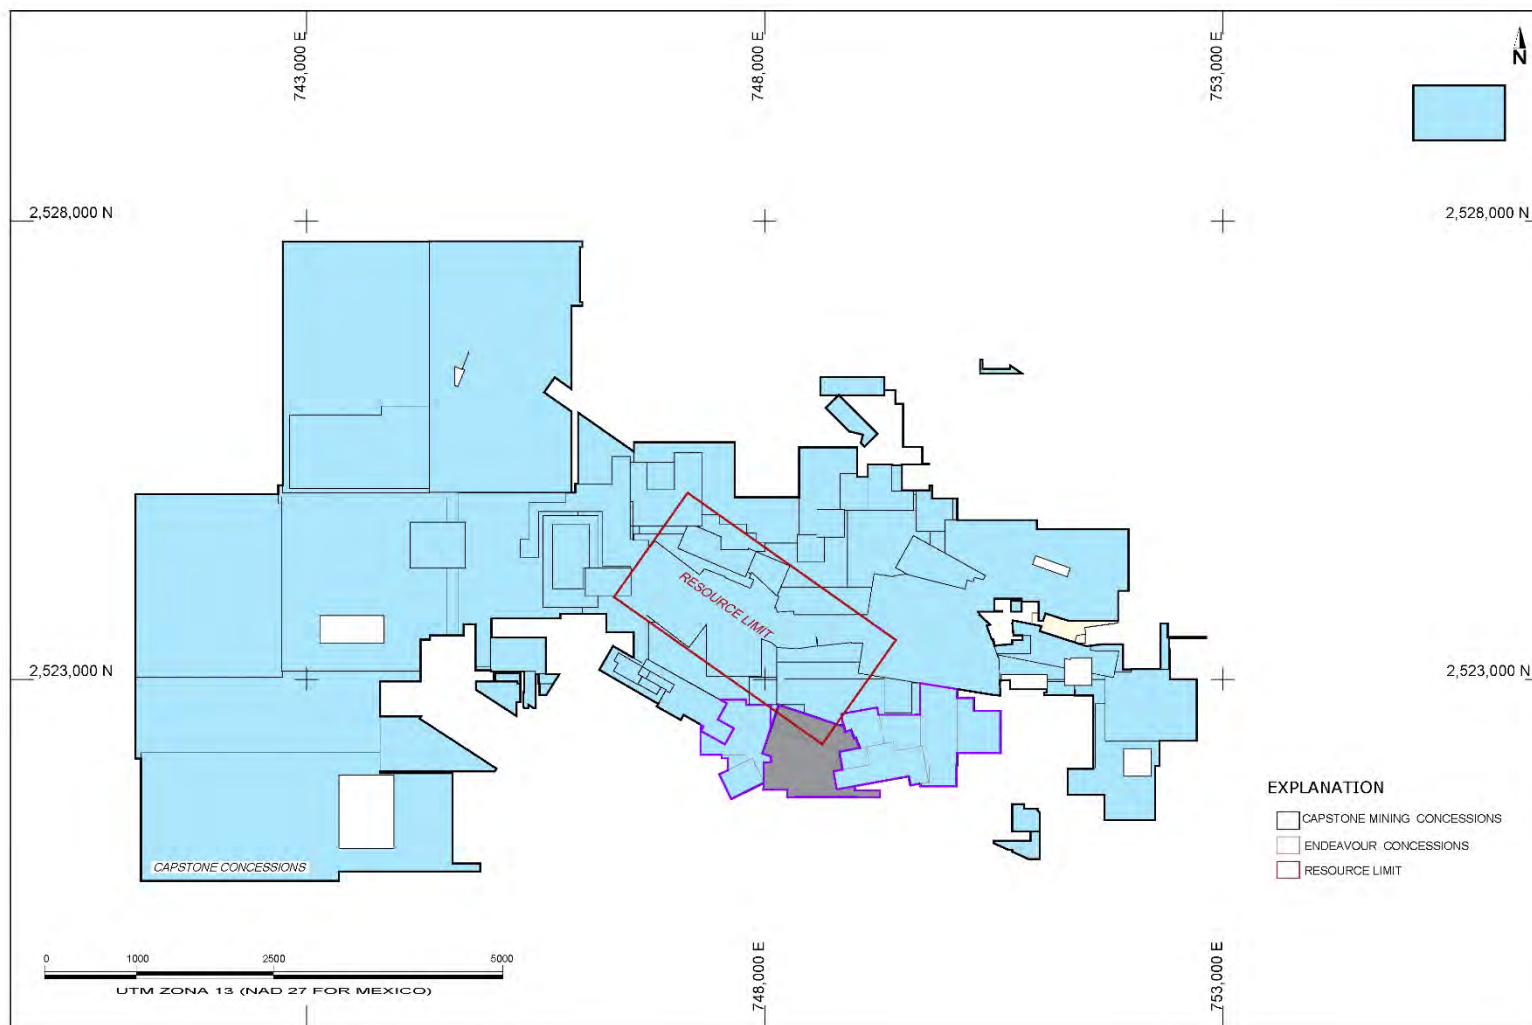 743,000 E
748,000 E
753,000 E
N
2,528,000 N
2,528,000 N
RESOURCE LIMIT
2,523,000 N
2,523,000 N
EXPLANATION
CAPSTONE MINING CONCESSIONS
ENDEAVOUR CONCESSIONS
RESOURCE LIMIT
CAPSTONE CONCESSIONS
0 1000 2500 5000
UTM ZONA 13 (NAD 27 FOR MEXICO)
748,000 E
753,000 E